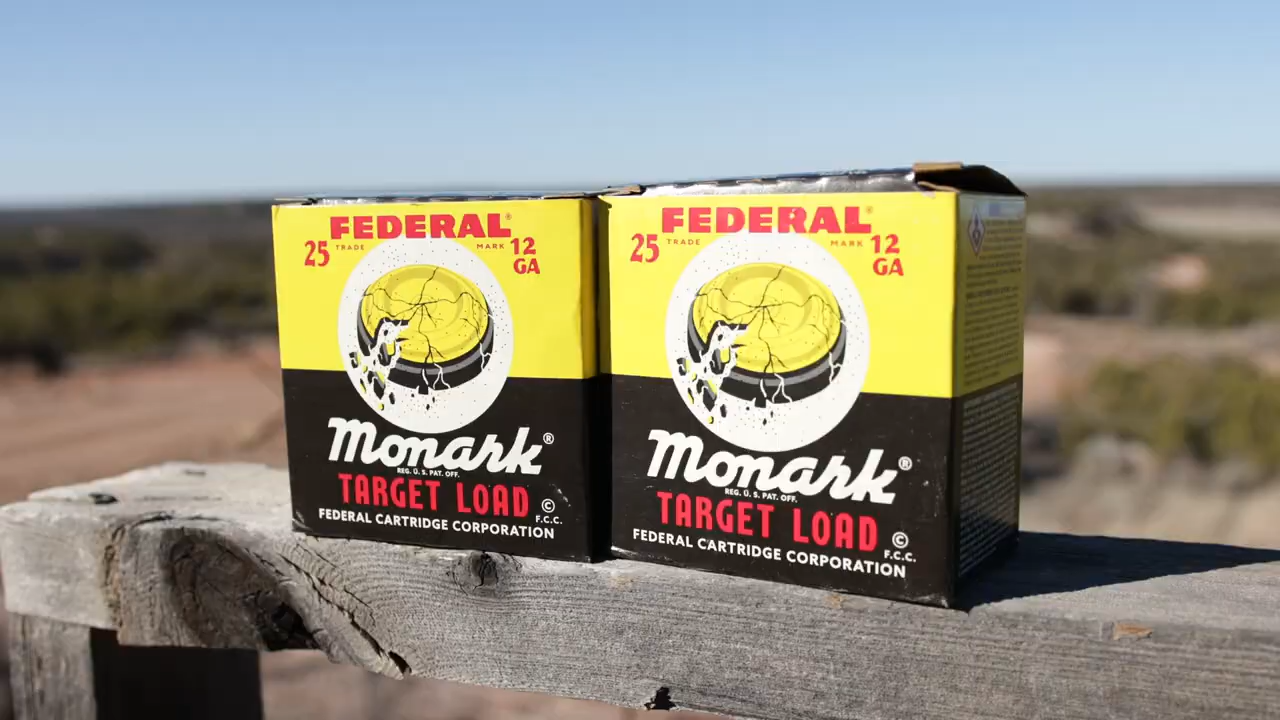 FEDERAL®
25 TRADE MARK 12
GA
Monark®
REG. U. S. PAT. OFF.
TARGET LOAD ©
F.C.C.
FEDERAL CARTRIDGE CORPORATION
FEDERAL®
25 TRADE MARK 12
GA
Monark®
REG. U. S. PAT. OFF.
TARGET LOAD ©
F.C.C.
FEDERAL CARTRIDGE CORPORATION